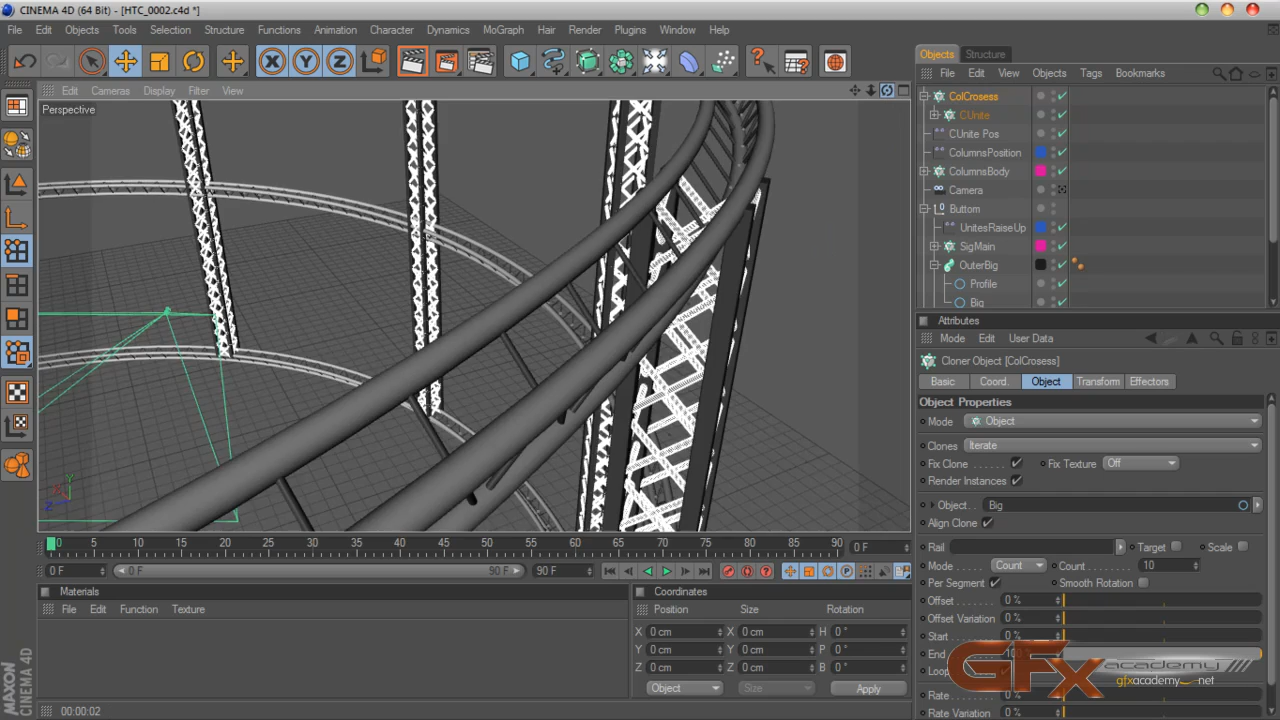 CINEMA 4D (64 Bit) - [HTC_0002.c4d *]
File Edit Objects Tools Selection Structure Functions Animation Character Dynamics MoGraph Hair Render Plugins Window Help
X Y Z
Objects Structure
File Edit View Objects Tags Bookmarks
Edit Cameras Display Filter View
Perspective
ColCrosess
CUnite
CUnite Pos
ColumnsPosition
ColumnsBody
Camera
Buttom
UnitesRaiseUp
SigMain
OuterBig
Profile
Big
Attributes
Mode Edit User Data
Cloner Object [ColCrosess]
Basic Coord. Object Transform Effectors
Object Properties
Mode Object
Clones Iterate
Fix Clone Fix Texture Off
Render Instances
Object Big
Align Clone
Rail Target Scale
Mode Count Count 10
Per Segment Smooth Rotation
Offset 0 %
Offset Variation 0 %
Start 0 %
End 100 %
Loop
Rate 0 %
Rate Variation 0 %
GFx academy
gfxacademy.net
Y X Z
0 5 10 15 20 25 30 35 40 45 50 55 60 65 70 75 80 85 90 0 F
0 F 0 F 90 F 90 F
Materials
File Edit Function Texture
Coordinates
Position Size Rotation
X 0 cm X 0 cm H 0 °
Y 0 cm Y 0 cm P 0 °
Z 0 cm Z 0 cm B 0 °
Object Size Apply
MAXON
CINEMA 4D
00:00:02